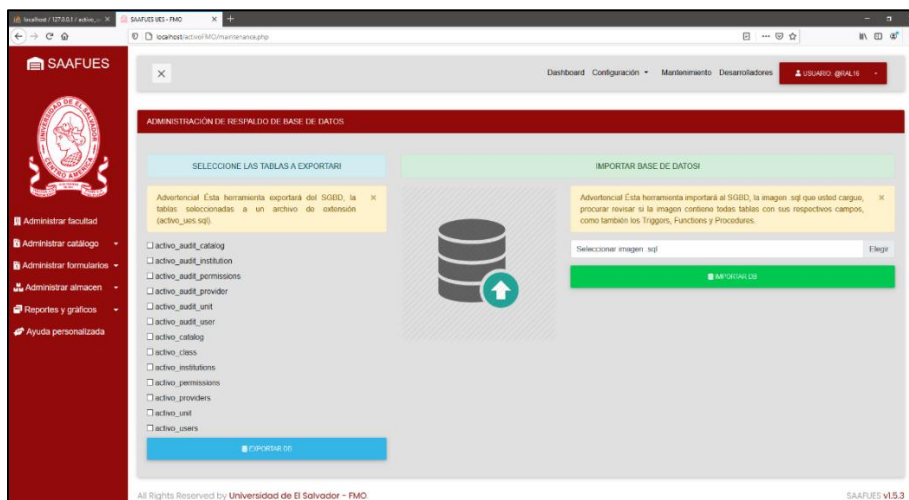 localhost / 127.0.0.1 / activo_
SAAFUES UES - FMO
localhost/activoFMO/maintenance.php
SAAFUES
UNIVERSIDAD DE EL SALVADOR
CENTRO AMERICA
Administrar facultad
Administrar catálogo
Administrar formularios
Administrar almacen
Reportes y gráficos
Ayuda personalizada
Dashboard Configuración Mantenimiento Desarrolladores USUARIO: @RAL16
ADMINISTRACIÓN DE RESPALDO DE BASE DE DATOS
SELECCIONE LAS TABLAS A EXPORTAR!
Advertencia! Ésta herramienta exportará del SGBD, la
tablas seleccionadas a un archivo de extensión
(activo_ues.sql).
activo_audit_catalog
activo_audit_institution
activo_audit_permissions
activo_audit_provider
activo_audit_unit
activo_audit_user
activo_catalog
activo_class
activo_institutions
activo_permissions
activo_providers
activo_unit
activo_users
EXPORTAR DB
IMPORTAR BASE DE DATOS!
Advertencia! Ésta herramienta importará al SGBD, la imagen .sql que usted cargue,
procurar revisar si la imagen contiene todas tablas con sus respectivos campos,
como también los Triggers, Functions y Procedures.
Seleccionar imagen .sql Elegir
IMPORTAR DB
All Rights Reserved by Universidad de El Salvador - FMO.
SAAFUES v1.5.3